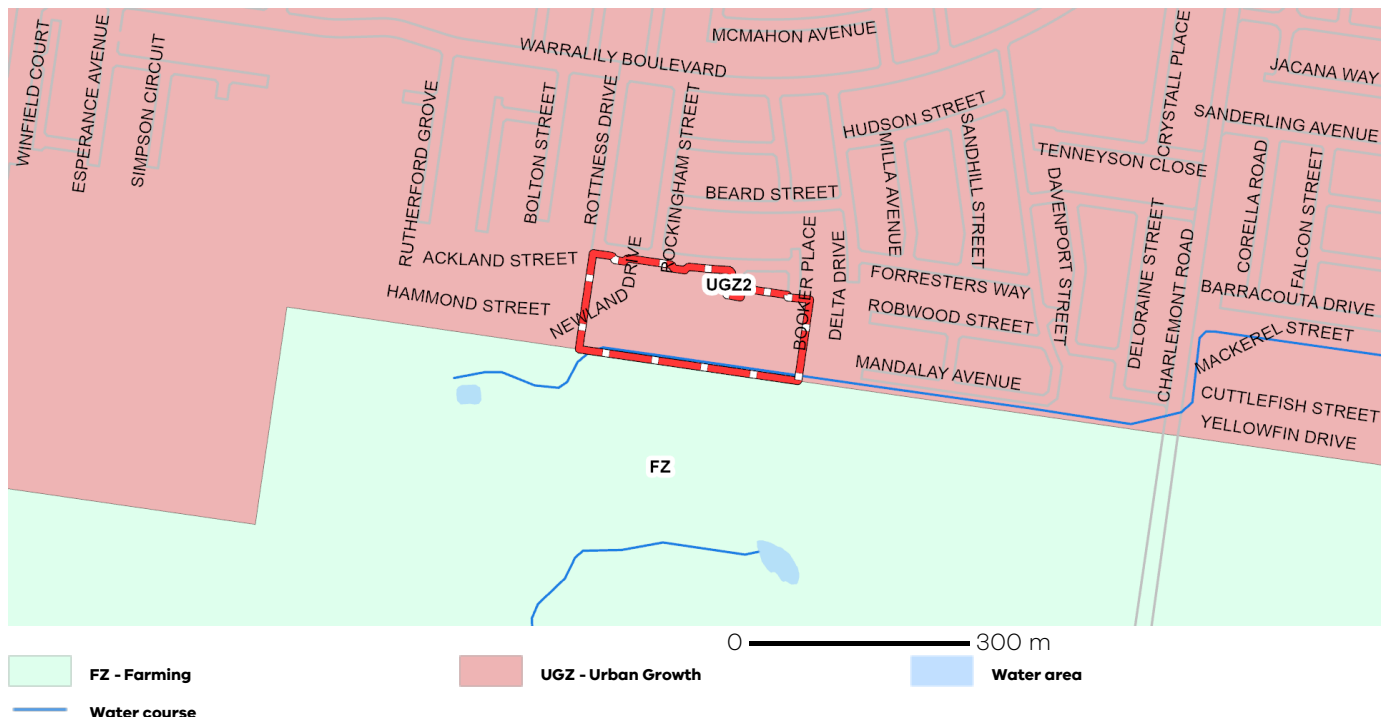 WINFIELD COURT
ESPERANCE AVENUE
SIMPSON CIRCUIT
WARRALILY BOULEVARD
MCMAHON AVENUE
CRYSTALL PLACE
JACANA WAY
RUTHERFORD GROVE
BOLTON STREET
ROTTNESS DRIVE
ROCKINGHAM STREET
HUDSON STREET
SANDERLING AVENUE
MILLA AVENUE
SANDHILL STREET
TENNEYSON CLOSE
CORELLA ROAD
FALCON STREET
BEARD STREET
DAVENPORT STREET
DELORAINE STREET
CHARLEMONT ROAD
ACKLAND STREET
NEWLAND DRIVE
UGZ2
BOOKER PLACE
DELTA DRIVE
FORRESTERS WAY
BARRACOUTA DRIVE
HAMMOND STREET
ROBWOOD STREET
MACKEREL STREET
MANDALAY AVENUE
CUTTLEFISH STREET
YELLOWFIN DRIVE
FZ
0 300 m
FZ - Farming
UGZ - Urban Growth
Water area
Water course